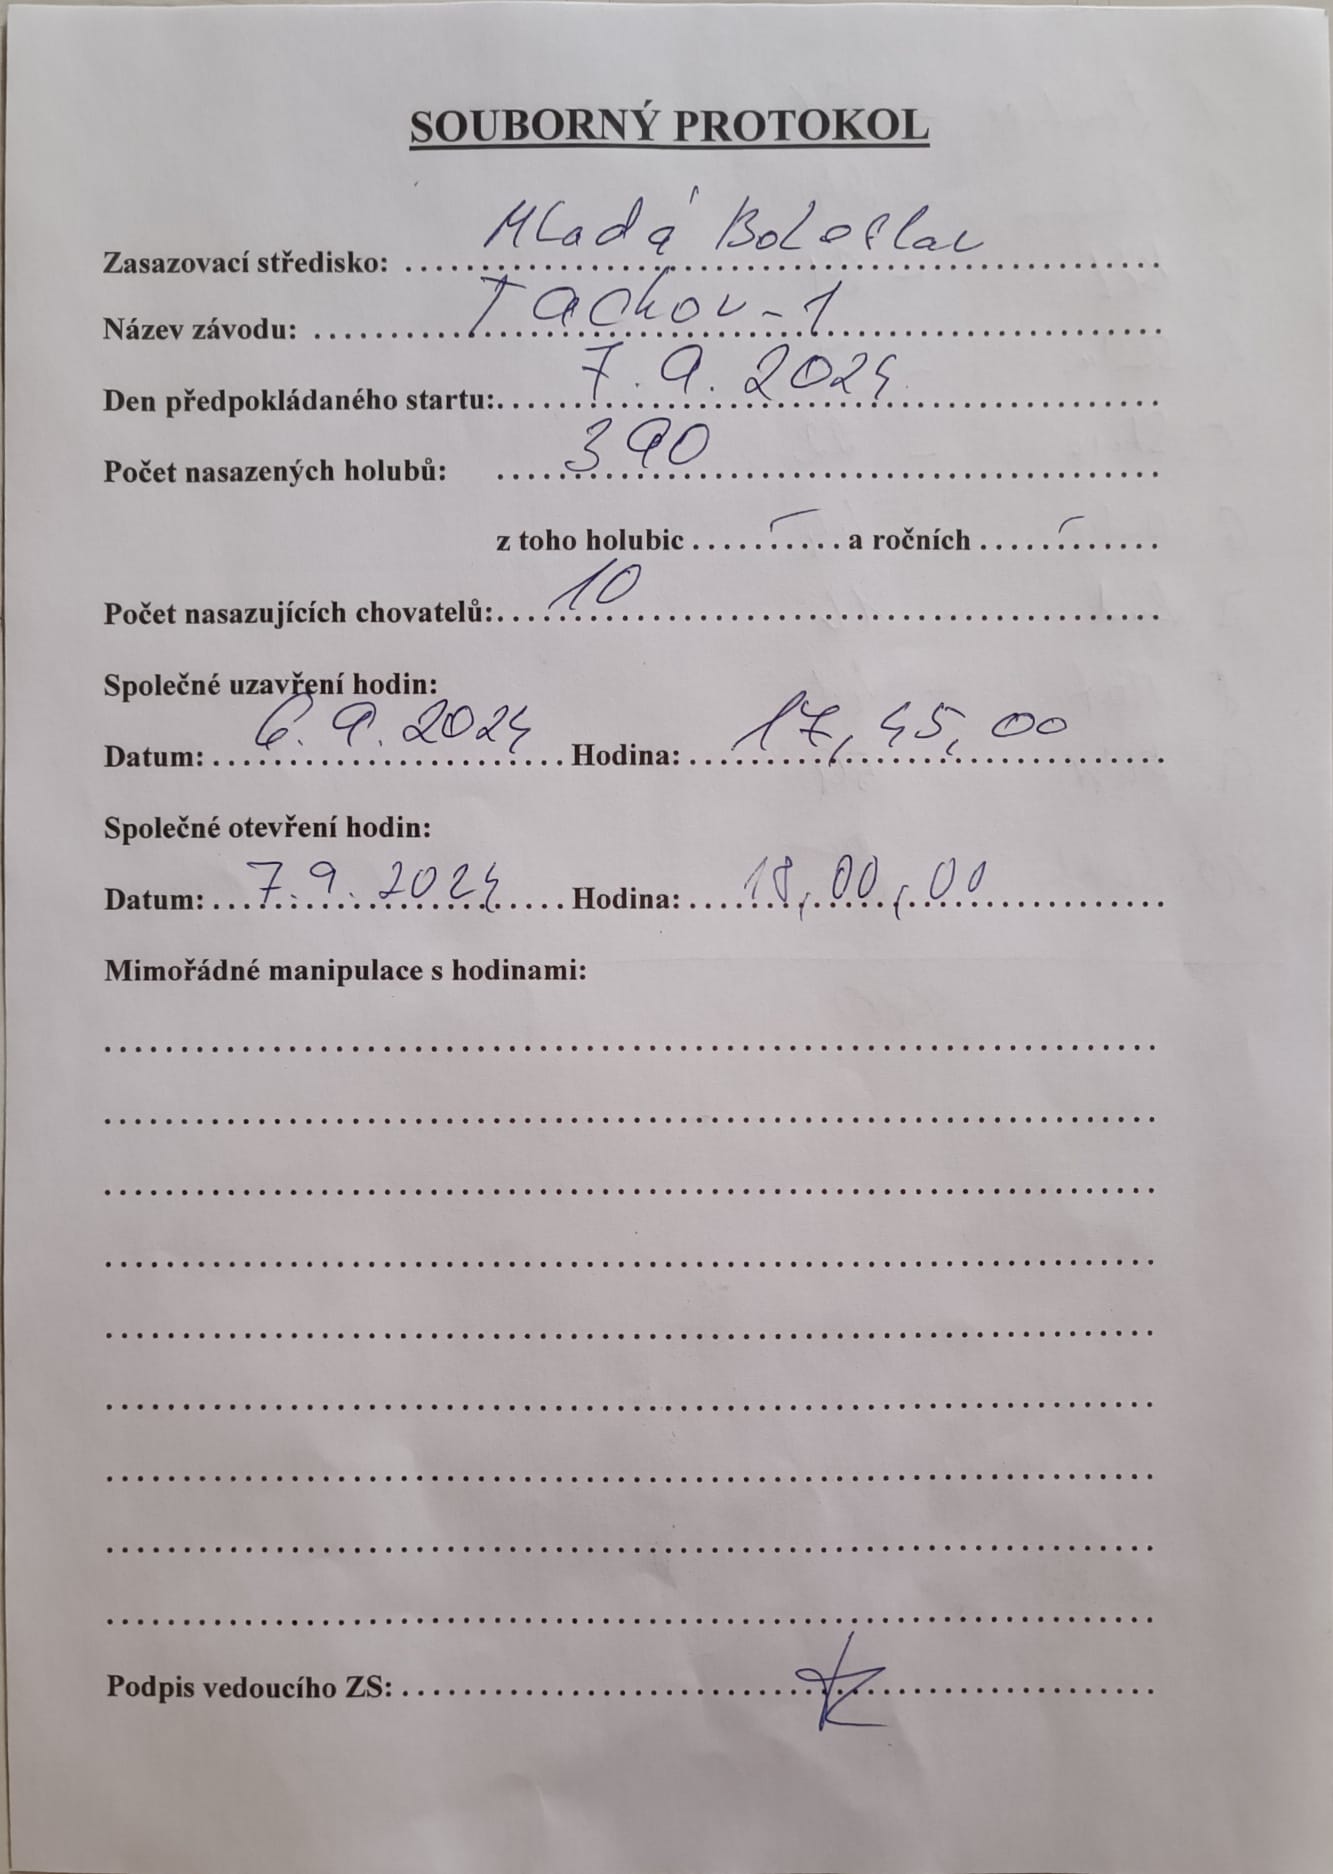 SOUBORNÝ PROTOKOL
Zasazovací středisko: Mladá Boleslav
Název závodu: Tachov - 1
Den předpokládaného startu: 7. 9. 2024
Počet nasazených holubů: 390
z toho holubic - a ročních -
Počet nasazujících chovatelů: 10
Společné uzavření hodin:
Datum: 6. 9. 2024 Hodina: 17, 45, 00
Společné otevření hodin:
Datum: 7. 9. 2024 Hodina: 18, 00, 00
Mimořádné manipulace s hodinami:
Podpis vedoucího ZS: